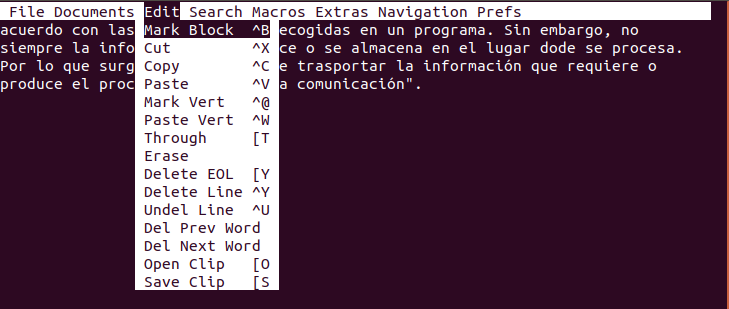 File Documents Edit Search Macros Extras Navigation Prefs
acuerdo con las Mark Block ^B ecogidas en un programa. Sin embargo, no
siempre la info Cut ^X ce o se almacena en el lugar dode se procesa.
Por lo que surg Copy ^C e trasportar la información que requiere o
produce el proc Paste ^V a comunicación".
Mark Vert ^@
Paste Vert ^W
Through [T
Erase
Delete EOL [Y
Delete Line ^Y
Undel Line ^U
Del Prev Word
Del Next Word
Open Clip [O
Save Clip [S